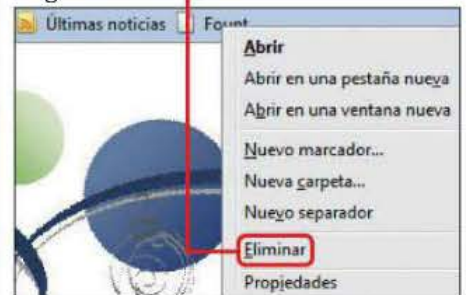 Últimas noticias Fount
Abrir
Abrir en una pestaña nueva
Abrir en una ventana nueva
Nuevo marcador...
Nueva carpeta...
Nuevo separador
Eliminar
Propiedades